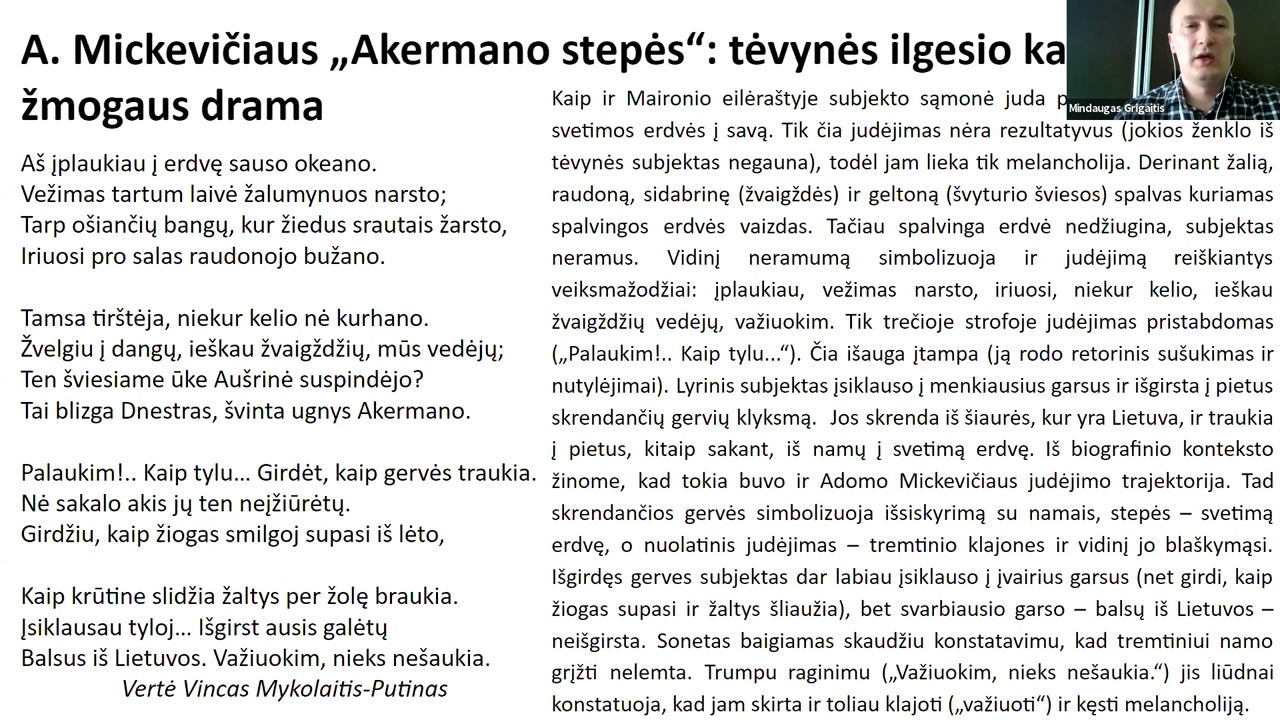 A. Mickevičiaus „Akermano stepės“: tėvynės ilgesio
žmogaus drama
Mindaugas Grigaitis
Aš įplaukiau į erdvę sauso okeano.
Vežimas tartum laivė žalumynuos narsto;
Tarp ošiančių bangų, kur žiedus srautais žarsto,
Iriuosi pro salas raudonojo bužano.
Tamsa tirštėja, niekur kelio nė kurhano.
Žvelgiu į dangų, ieškau žvaigždžių, mūs vedėjų;
Ten šviesiame ūke Aušrinė suspindėjo?
Tai blizga Dnestras, švinta ugnys Akermano.
Palaukim!.. Kaip tylu... Girdėt, kaip gervės traukia.
Nė sakalo akis jų ten neįžiūrėtų.
Girdžiu, kaip žiogas smilgoj supasi iš lėto,
Kaip krūtine slidžia žaltys per žolę braukia.
Įsiklausau tyloj... Išgirst ausis galėtų
Balsus iš Lietuvos. Važiuokim, nieks nešaukia.
Vertė Vincas Mykolaitis-Putinas
Kaip ir Maironio eilėraštyje subjekto sąmonė juda
svetimos erdvės į savą. Tik čia judėjimas nėra rezultatyvus (jokios ženklo iš
tėvynės subjektas negauna), todėl jam lieka tik melancholija. Derinant žalią,
raudoną, sidabrinę (žvaigždės) ir geltoną (švyturio šviesos) spalvas kuriamas
spalvingos erdvės vaizdas. Tačiau spalvinga erdvė nedžiugina, subjektas
neramus. Vidinį neramumą simbolizuoja ir judėjimą reiškiantys
veiksmažodžiai: įplaukiau, vežimas narsto, iriuosi, niekur kelio, ieškau
žvaigždžių vedėjų, važiuokim. Tik trečioje strofoje judėjimas pristabdomas
(„Palaukim!.. Kaip tylu...“). Čia išauga įtampa (ją rodo retorinis sušukimas ir
nutylėjimai). Lyrinis subjektas įsiklauso į menkiausius garsus ir išgirsta į pietus
skrendančių gervių klyksmą. Jos skrenda iš šiaurės, kur yra Lietuva, ir traukia
į pietus, kitaip sakant, iš namų į svetimą erdvę. Iš biografinio konteksto
žinome, kad tokia buvo ir Adomo Mickevičiaus judėjimo trajektorija. Tad
skrendančios gervės simbolizuoja išsiskyrimą su namais, stepės – svetimą
erdvę, o nuolatinis judėjimas – tremtinio klajones ir vidinį jo blaškymąsi.
Išgirdęs gerves subjektas dar labiau įsiklauso į įvairius garsus (net girdi, kaip
žiogas supasi ir žaltys šliaužia), bet svarbiausio garso – balsų iš Lietuvos –
neišgirsta. Sonetas baigiamas skaudžiu konstatavimu, kad tremtiniui namo
grįžti nelemta. Trumpu raginimu („Važiuokim, nieks nešaukia.“) jis liūdnai
konstatuoja, kad jam skirta ir toliau klajoti („važiuoti“) ir kęsti melancholiją.